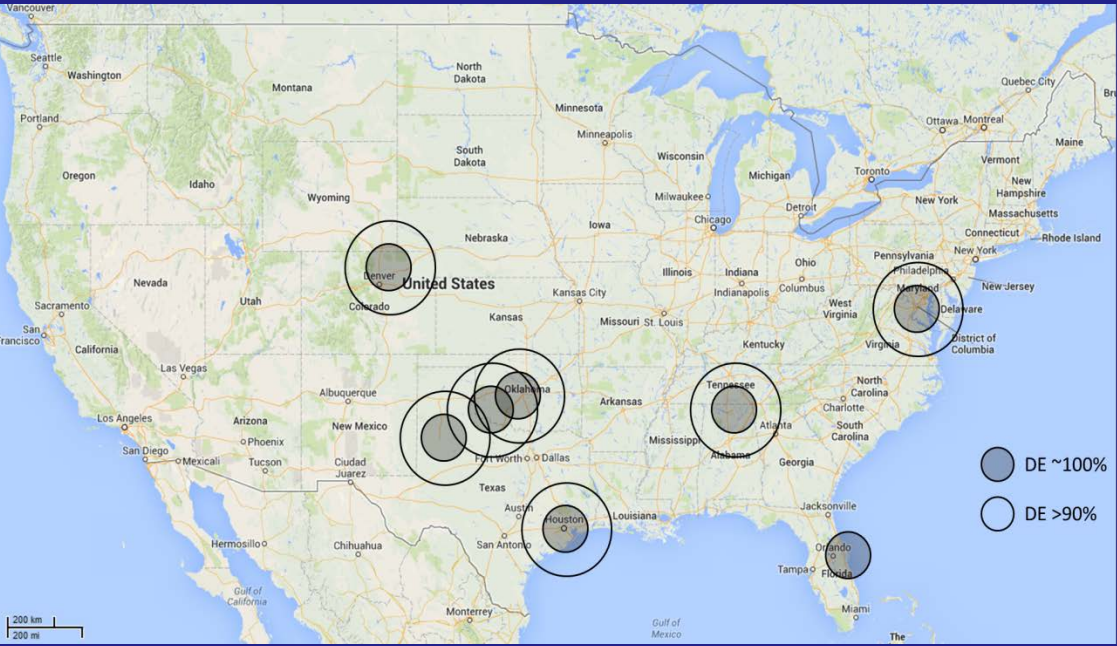 Vancouver
Seattle
Washington
Portland
Oregon
Idaho
Montana
North
Dakota
South
Dakota
Minnesota
Minneapolis
Wisconsin
Milwaukee
Michigan
Chicago
Detroit
Toronto
Ottawa
Montreal
Quebec City
Maine
Vermont
New
Hampshire
New York
Massachusetts
Connecticut
Rhode Island
New York
Wyoming
Nebraska
Iowa
Illinois
Indiana
Indianapolis
Ohio
Columbus
Pennsylvania
Philadelphia
New Jersey
Maryland
Delaware
District of
Columbia
West
Virginia
Virginia
Nevada
Utah
Denver
Colorado
United States
Kansas
Kansas City
Missouri
St. Louis
Kentucky
Sacramento
San
Francisco
California
Las Vegas
Los Angeles
San Diego
Mexicali
Arizona
Phoenix
Tucson
Albuquerque
New Mexico
Ciudad
Juarez
Oklahoma
Arkansas
Tennessee
North
Carolina
Charlotte
South
Carolina
Atlanta
Georgia
Alabama
Mississippi
Fort Worth
Dallas
Texas
Austin
San Antonio
Houston
Louisiana
Jacksonville
Orlando
Tampa
Florida
Miami
Hermosillo
Chihuahua
Gulf of
California
Monterrey
Gulf of
Mexico
The
DE ~100%
DE >90%
200 km
200 mi